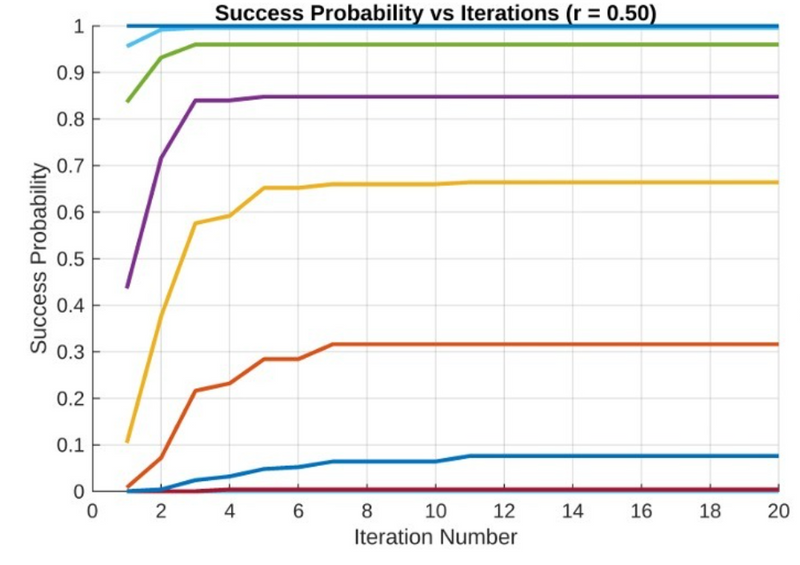 Success Probability vs Iterations (r = 0.50)
1
0.9
0.8
0.7
0.6
0.5
0.4
0.3
0.2
0.1
0
Success Probability
0 2 4 6 8 10 12 14 16 18 20
Iteration Number